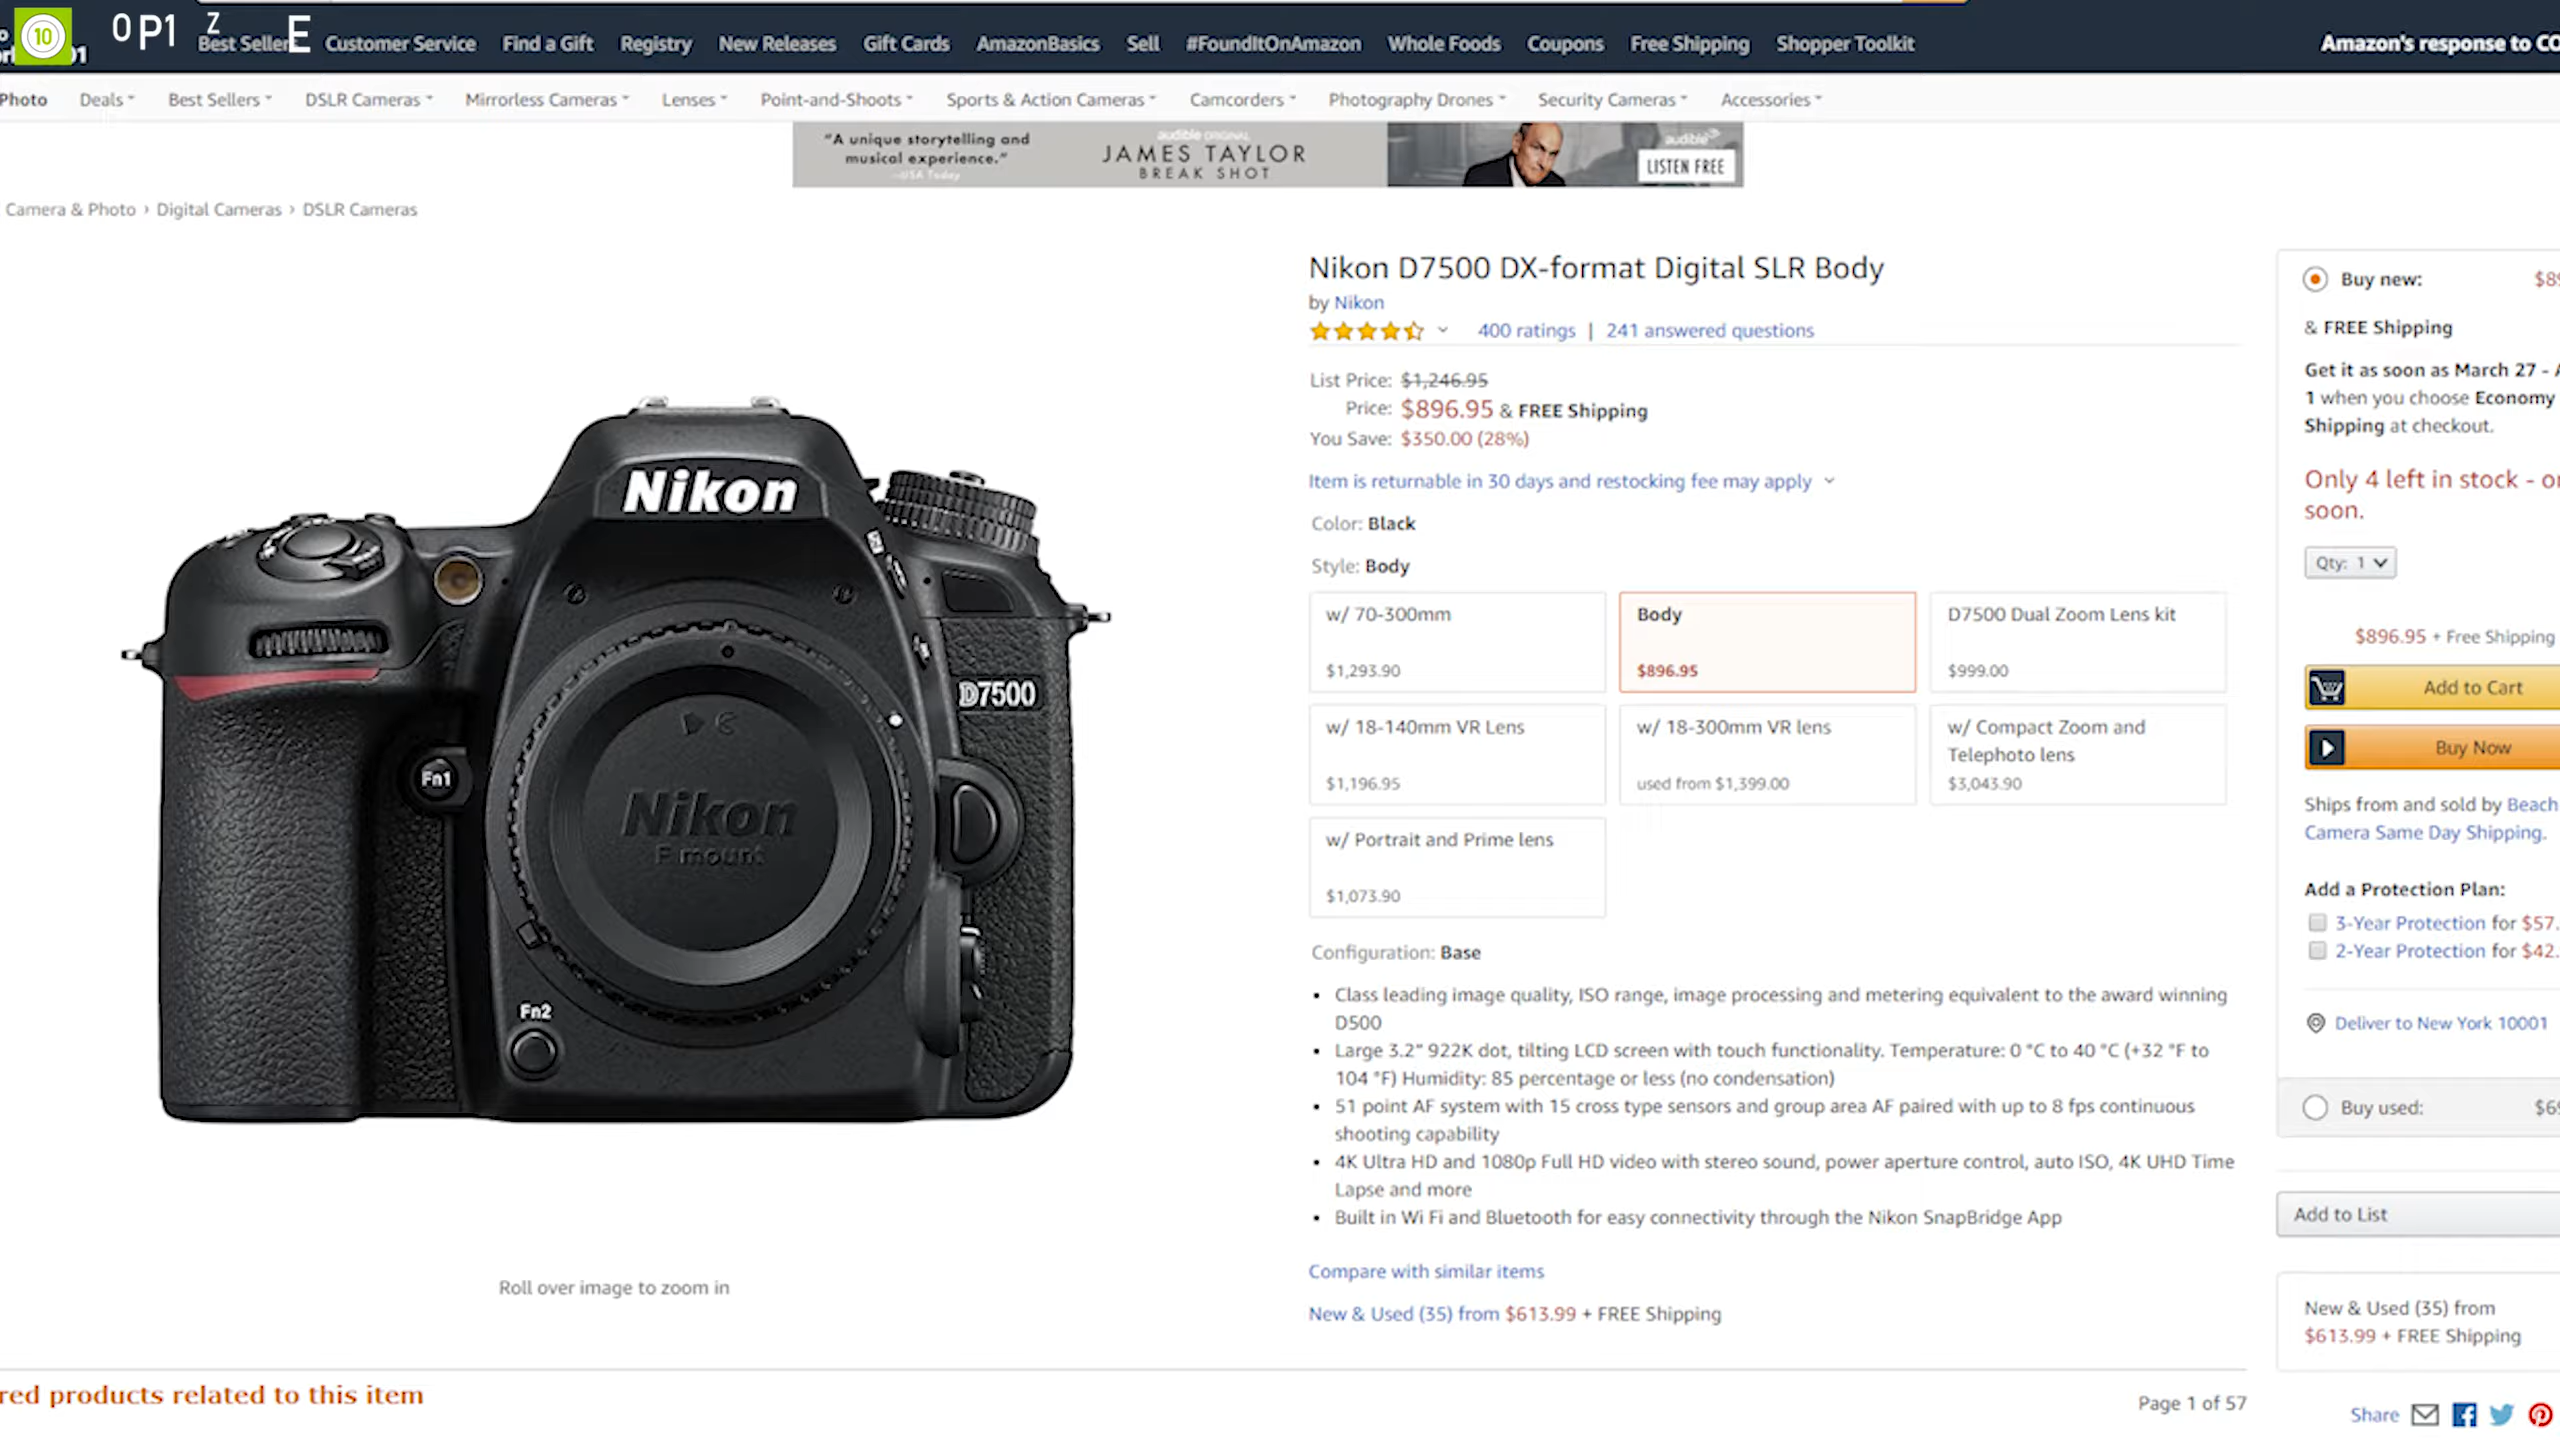 10
OP1
Z
E
Best Seller
Customer Service
Find a Gift
Registry
New Releases
Gift Cards
AmazonBasics
Sell
#FoundItOnAmazon
Whole Foods
Coupons
Free Shipping
Shopper Toolkit
Amazon's response to CO
Photo
Deals
Best Sellers
DSLR Cameras
Mirrorless Cameras
Lenses
Point-and-Shoots
Sports & Action Cameras
Camcorders
Photography Drones
Security Cameras
Accessories
"A unique storytelling and
musical experience."
--USA Today
audible ORIGINAL
JAMES TAYLOR
BREAK SHOT
audible
LISTEN FREE
Camera & Photo › Digital Cameras › DSLR Cameras
Nikon
D7500
Fn1
Nikon
F mount
Fn2
Roll over image to zoom in
Nikon D7500 DX-format Digital SLR Body
by Nikon
400 ratings | 241 answered questions
List Price: $1,246.95
Price: $896.95 & FREE Shipping
You Save: $350.00 (28%)
Item is returnable in 30 days and restocking fee may apply
Color: Black
Style: Body
w/ 70-300mm
$1,293.90
Body
$896.95
D7500 Dual Zoom Lens kit
$999.00
w/ 18-140mm VR Lens
$1,196.95
w/ 18-300mm VR lens
used from $1,399.00
w/ Compact Zoom and
Telephoto lens
$3,043.90
w/ Portrait and Prime lens
$1,073.90
Configuration: Base
• Class leading image quality, ISO range, image processing and metering equivalent to the award winning
D500
• Large 3.2" 922K dot, tilting LCD screen with touch functionality. Temperature: 0 °C to 40 °C (+32 °F to
104 °F) Humidity: 85 percentage or less (no condensation)
• 51 point AF system with 15 cross type sensors and group area AF paired with up to 8 fps continuous
shooting capability
• 4K Ultra HD and 1080p Full HD video with stereo sound, power aperture control, auto ISO, 4K UHD Time
Lapse and more
• Built in Wi Fi and Bluetooth for easy connectivity through the Nikon SnapBridge App
Compare with similar items
New & Used (35) from $613.99 + FREE Shipping
Buy new: $89
& FREE Shipping
Get it as soon as March 27 - A
1 when you choose Economy
Shipping at checkout.
Only 4 left in stock - or
soon.
Qty: 1
$896.95 + Free Shipping
Add to Cart
Buy Now
Ships from and sold by Beach
Camera Same Day Shipping.
Add a Protection Plan:
3-Year Protection for $57.
2-Year Protection for $42.
Deliver to New York 10001
Buy used: $69
Add to List
New & Used (35) from
$613.99 + FREE Shipping
red products related to this item
Page 1 of 57
Share